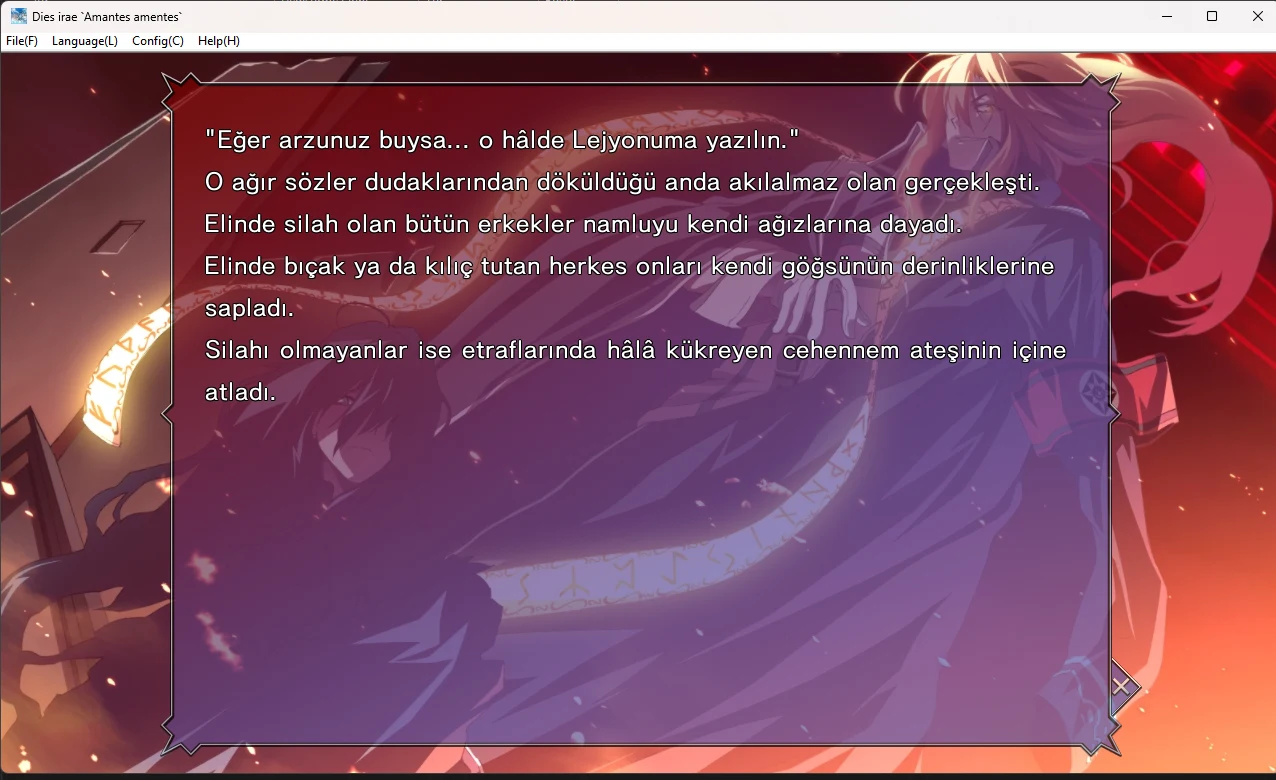 Dies irae `Amantes amentes`
File(F) Language(L) Config(C) Help(H)
"Eğer arzunuz buysa... o hâlde Lejyonuma yazılın."
O ağır sözler dudaklarından döküldüğü anda akılalmaz olan gerçekleşti.
Elinde silah olan bütün erkekler namluyu kendi ağızlarına dayadı.
Elinde bıçak ya da kılıç tutan herkes onları kendi göğsünün derinliklerine
sapladı.
Silahı olmayanlar ise etraflarında hâlâ kükreyen cehennem ateşinin içine
atladı.